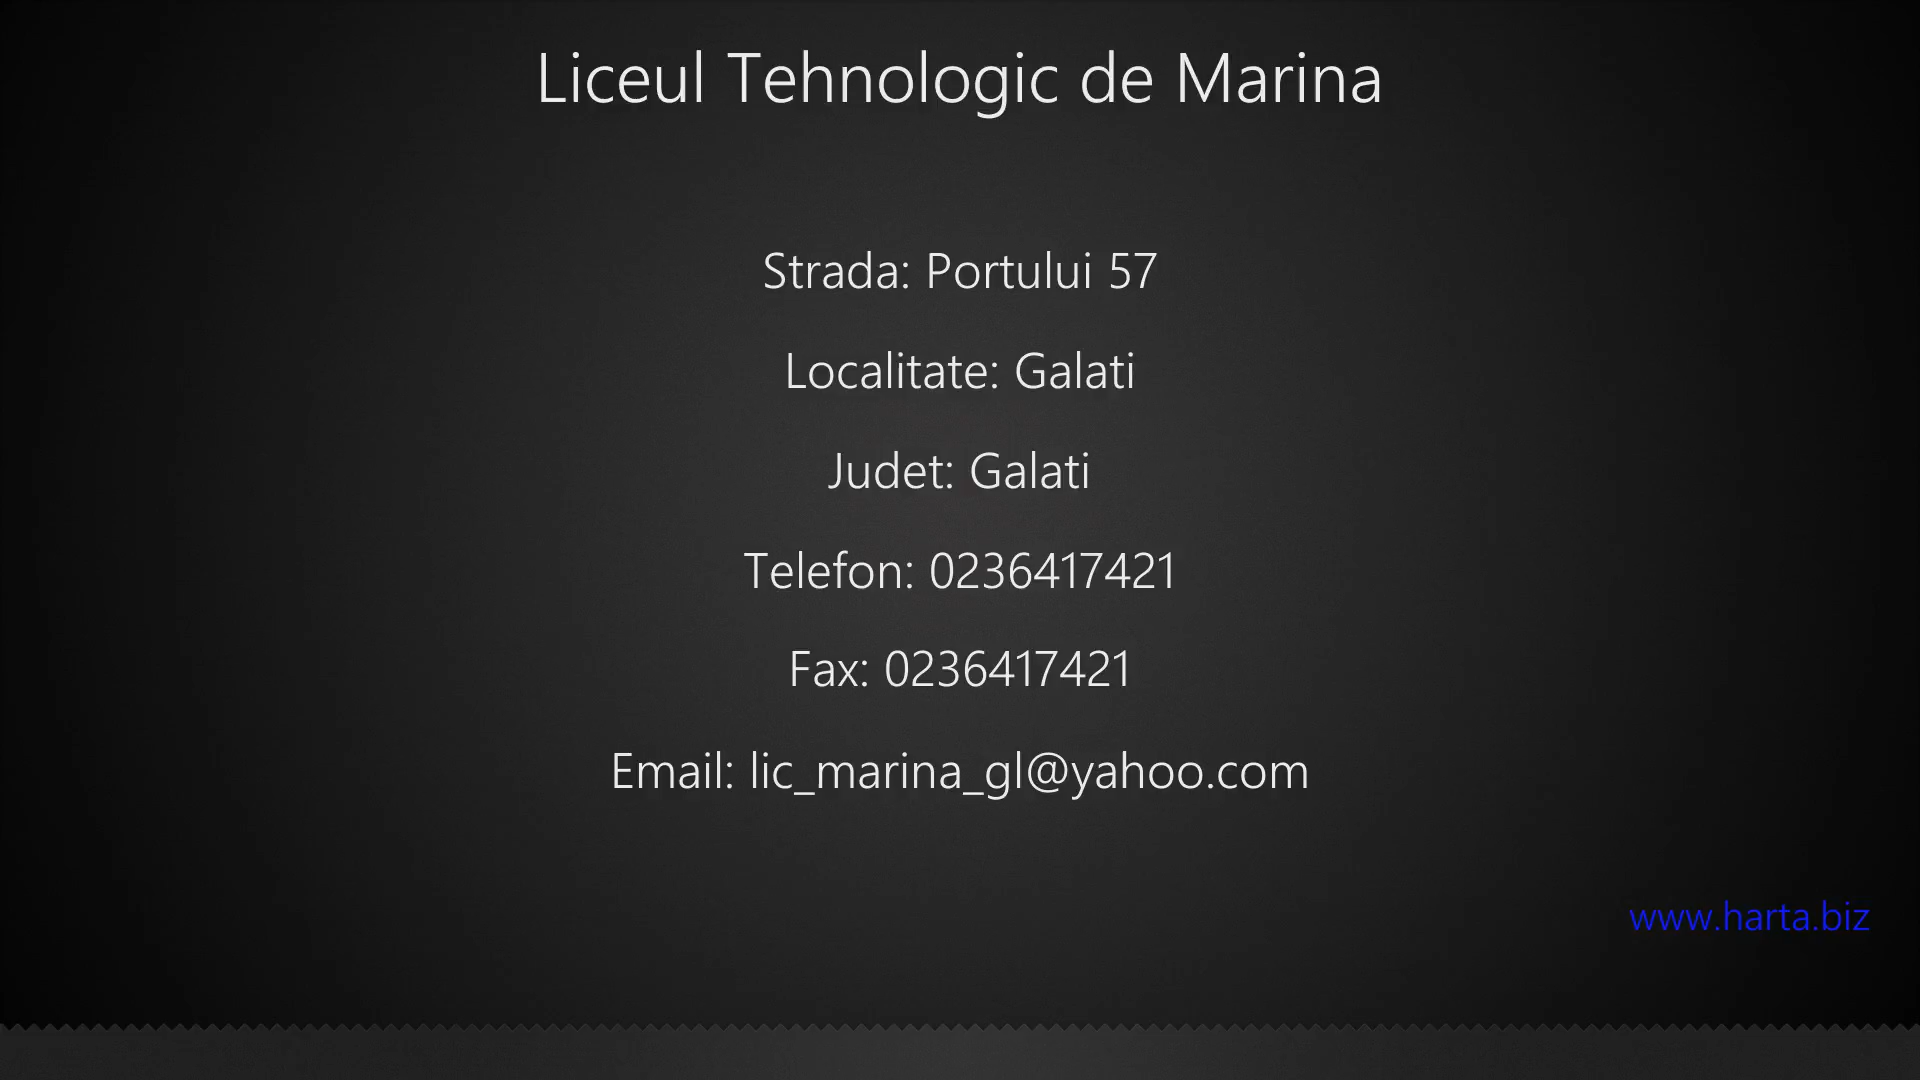 Liceul Tehnologic de Marina
Strada: Portului 57
Localitate: Galati
Judet: Galati
Telefon: 0236417421
Fax: 0236417421
Email: lic_marina_gl@yahoo.com
www.harta.biz